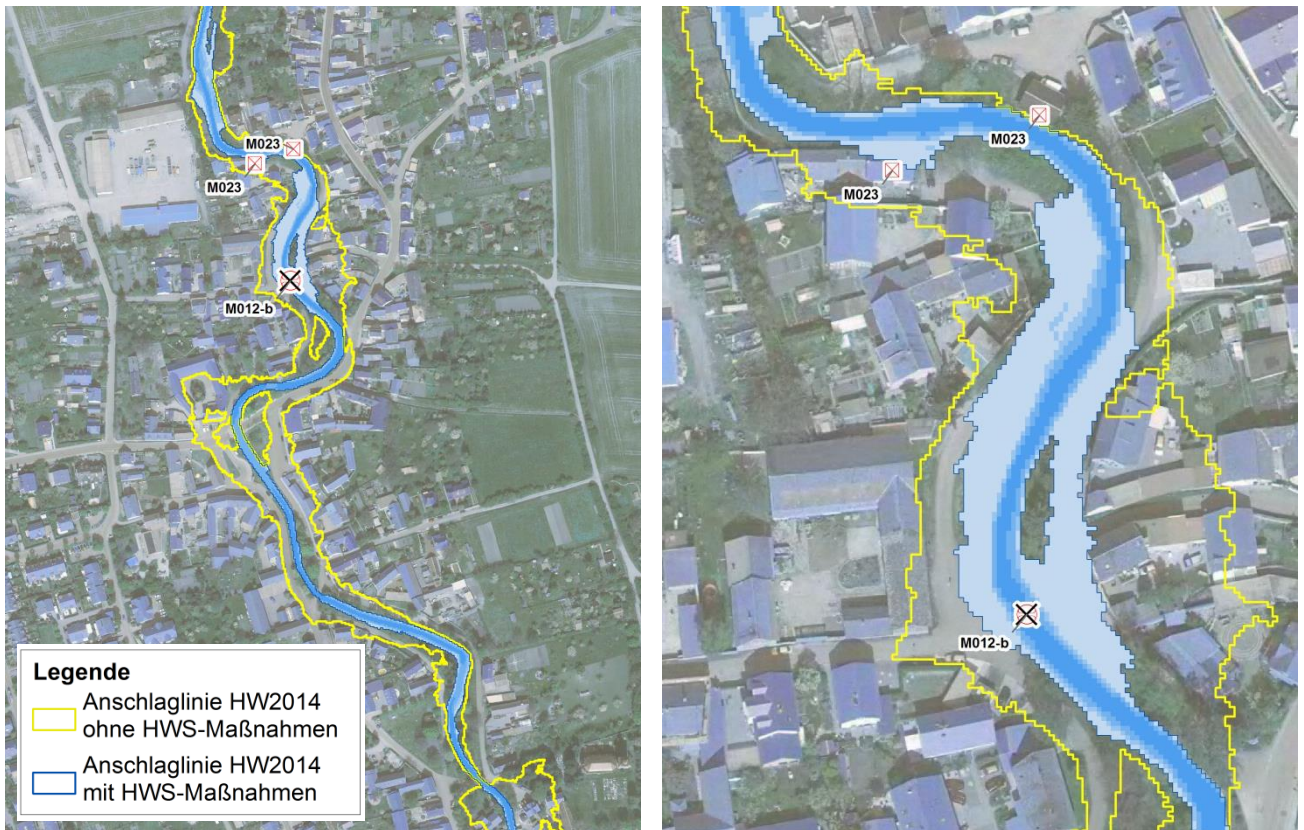 M023
M023
M012-b
Legende
Anschlaglinie HW2014
ohne HWS-Maßnahmen
Anschlaglinie HW2014
mit HWS-Maßnahmen
M023
M023
M012-b